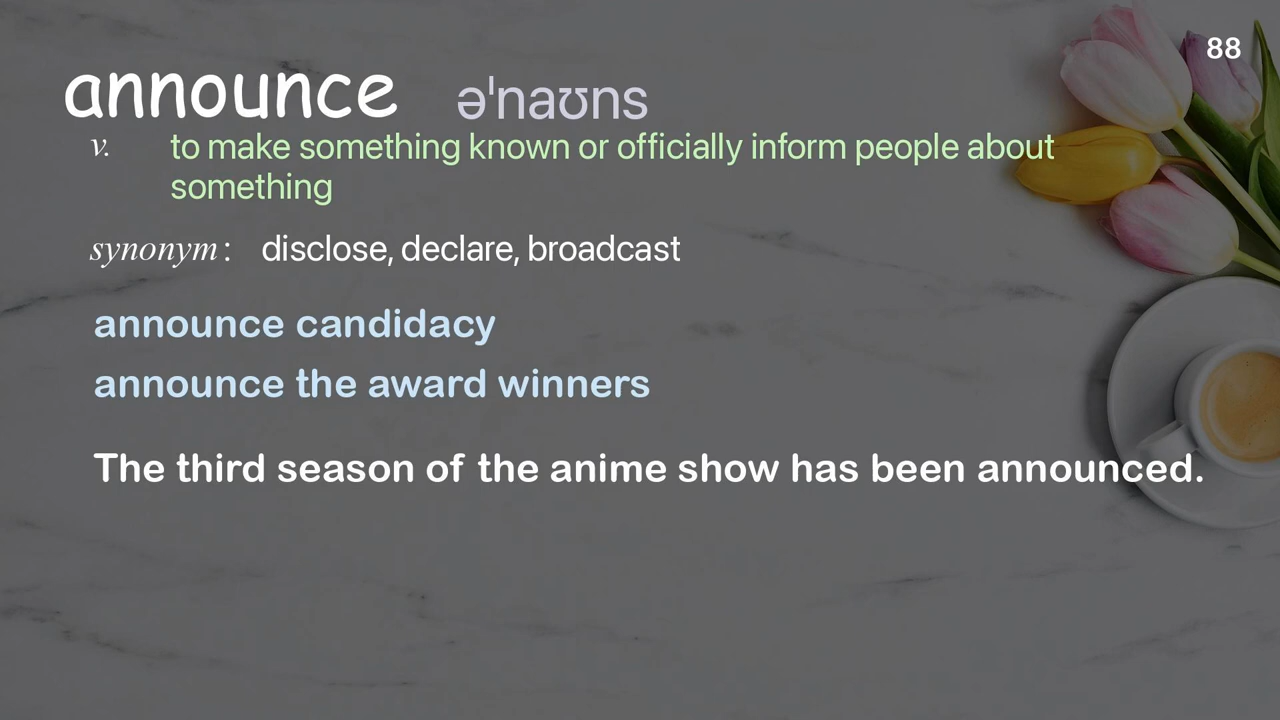 88
announce əˈnaʊns
v. to make something known or officially inform people about
something
synonym: disclose, declare, broadcast
announce candidacy
announce the award winners
The third season of the anime show has been announced.